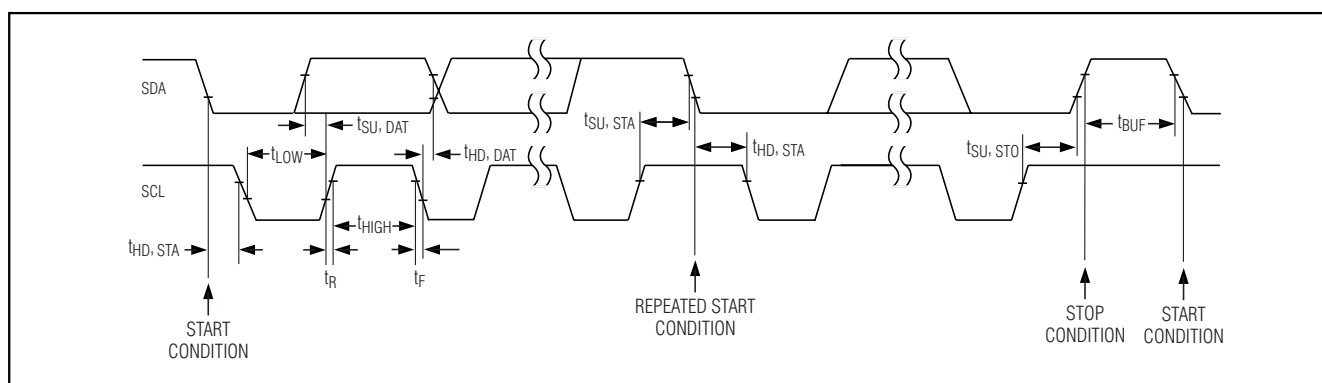 SDA
tSU, DAT
tSU, STA
tBUF
tLOW
tHD, DAT
tHD, STA
tSU, STO
SCL
tHIGH
tHD, STA
tR
tF
START
CONDITION
REPEATED START
CONDITION
STOP
CONDITION
START
CONDITION